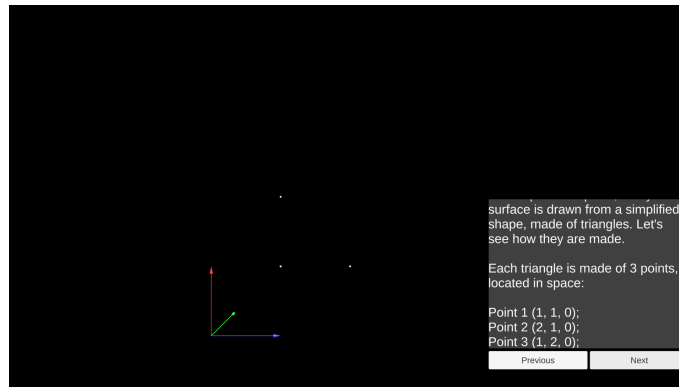 surface is drawn from a simplified
shape, made of triangles. Let's
see how they are made.
Each triangle is made of 3 points,
located in space:
Point 1 (1, 1, 0);
Point 2 (2, 1, 0);
Point 3 (1, 2, 0);
Previous
Next